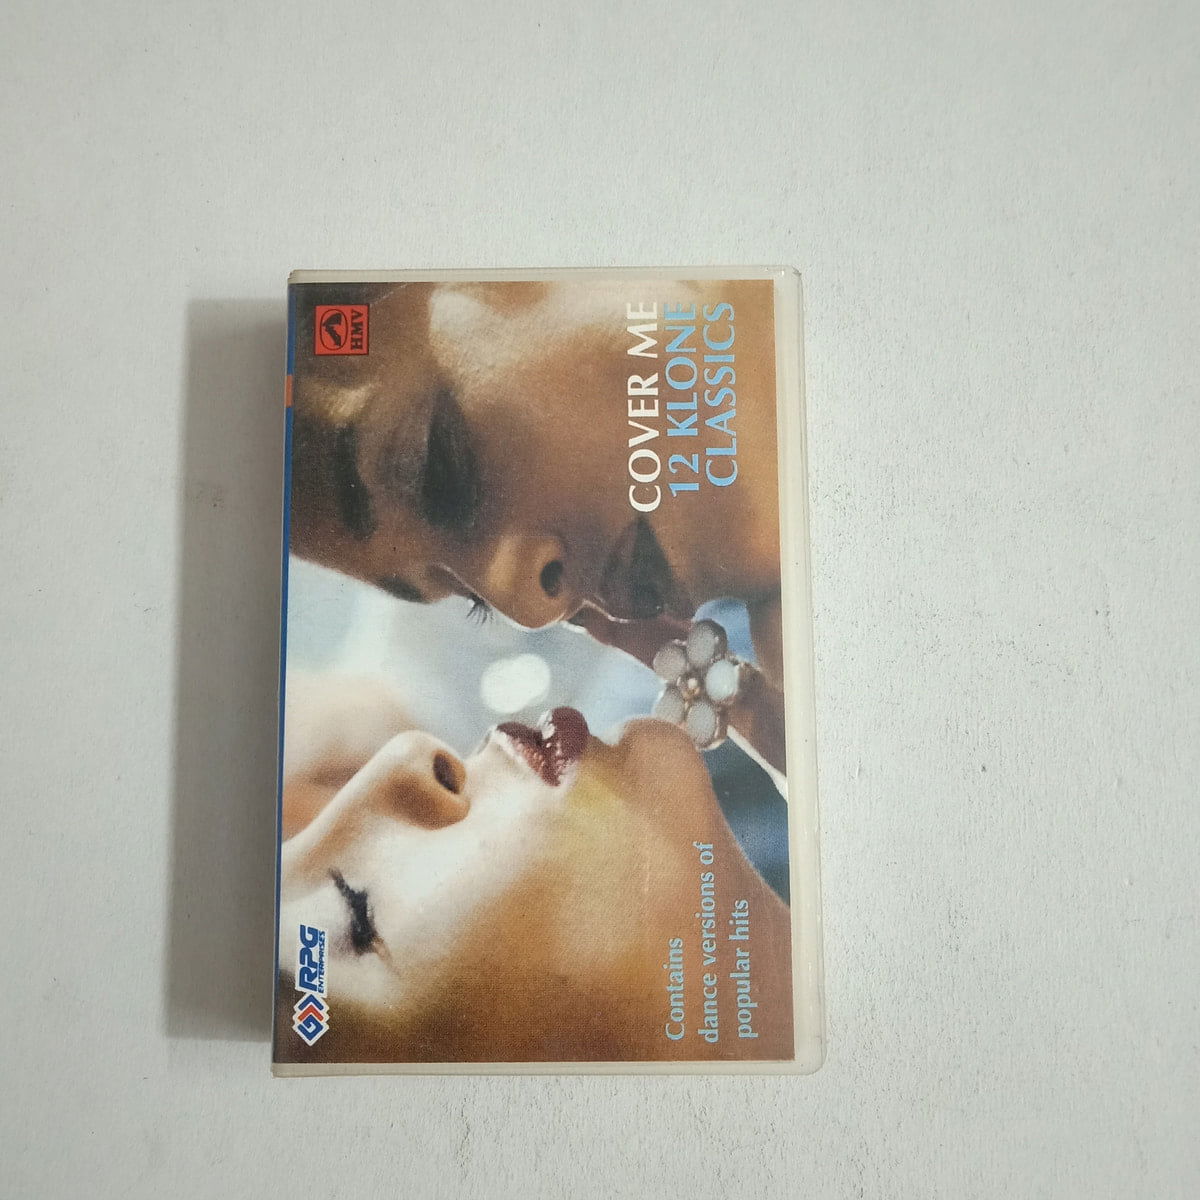 RPG
ENTERPRISES
HMV
COVER ME
12 KLONE
CLASSICS
Contains
dance versions of
popular hits